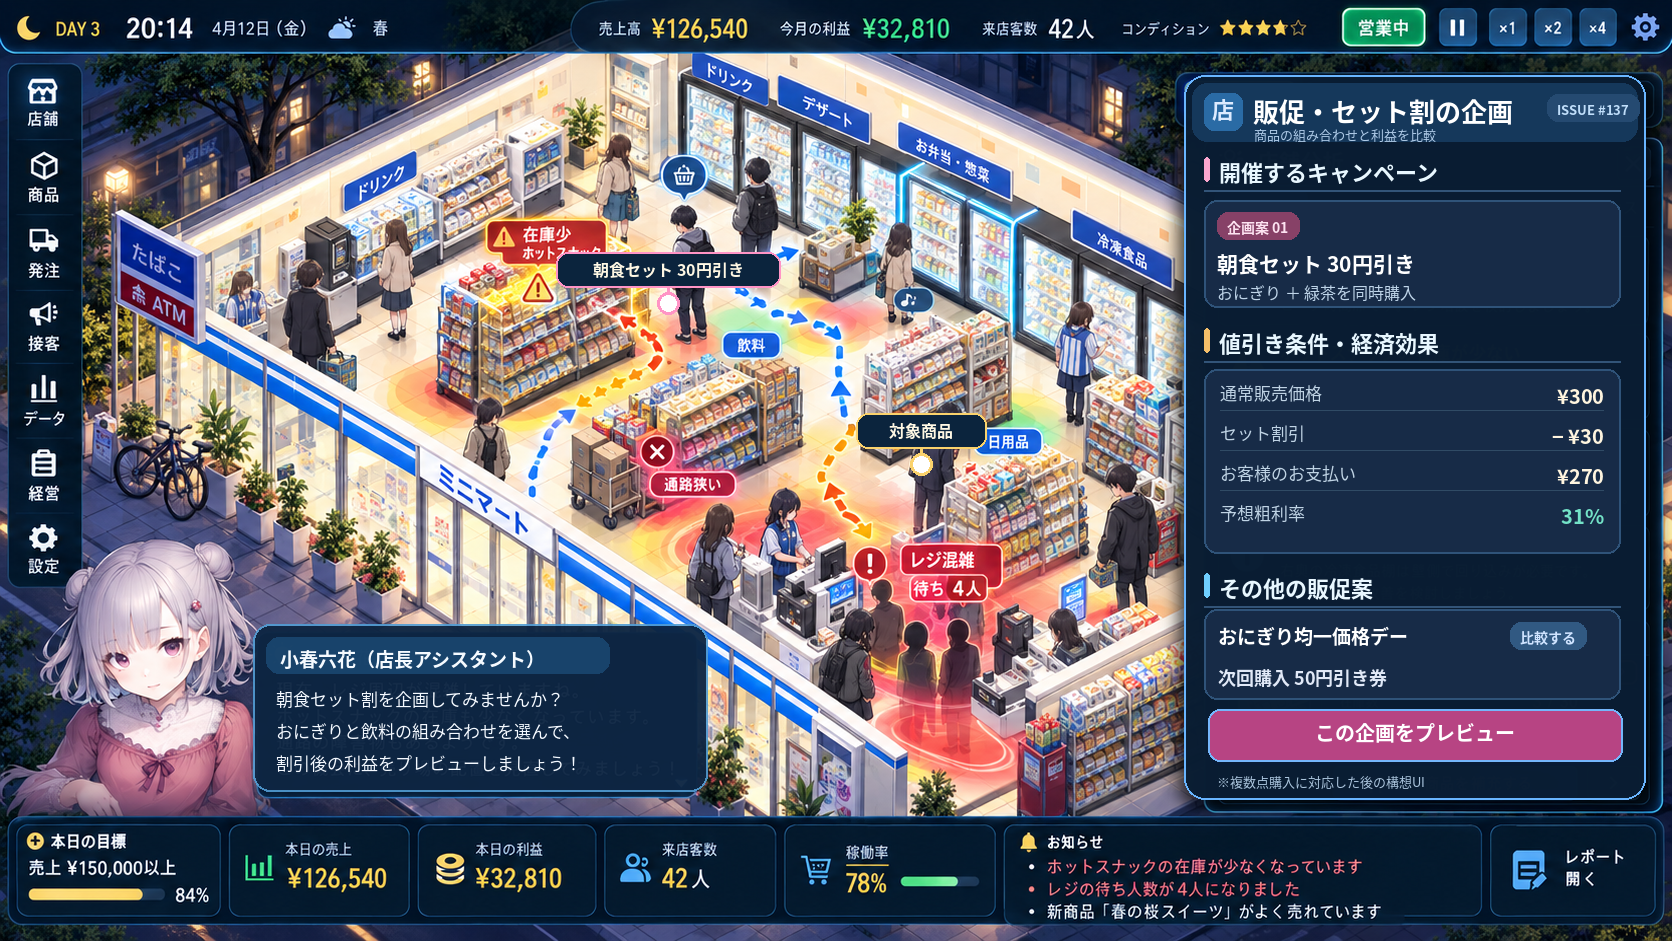 DAY 3
20:14
4月12日（金）
春
売上高 ¥126,540
今月の利益 ¥32,810
来店客数 42人
コンディション
営業中
×1
×2
×4
店舗
商品
発注
接客
データ
経営
設定
ドリンク
ドリンク
デザート
お弁当・惣菜
冷凍食品
たばこ
ATM
ミニマート
在庫少
ホットスナック
朝食セット 30円引き
飲料
対象商品
日用品
通路狭い
レジ混雑
待ち 4人
店
販促・セット割の企画
ISSUE #137
商品の組み合わせと利益を比較
開催するキャンペーン
企画案 01
朝食セット 30円引き
おにぎり ＋ 緑茶を同時購入
値引き条件・経済効果
通常販売価格 ¥300
セット割引 −¥30
お客様のお支払い ¥270
予想粗利率 31%
その他の販促案
おにぎり均一価格デー
比較する
次回購入 50円引き券
この企画をプレビュー
※複数点購入に対応した後の構想UI
小春六花（店長アシスタント）
朝食セット割を企画してみませんか？
おにぎりと飲料の組み合わせを選んで、
割引後の利益をプレビューしましょう！
本日の目標
売上 ¥150,000以上
84%
本日の売上
¥126,540
本日の利益
¥32,810
来店客数
42人
稼働率
78%
お知らせ
• ホットスナックの在庫が少なくなっています
• レジの待ち人数が4人になりました
• 新商品「春の桜スイーツ」がよく売れています
レポート
開く